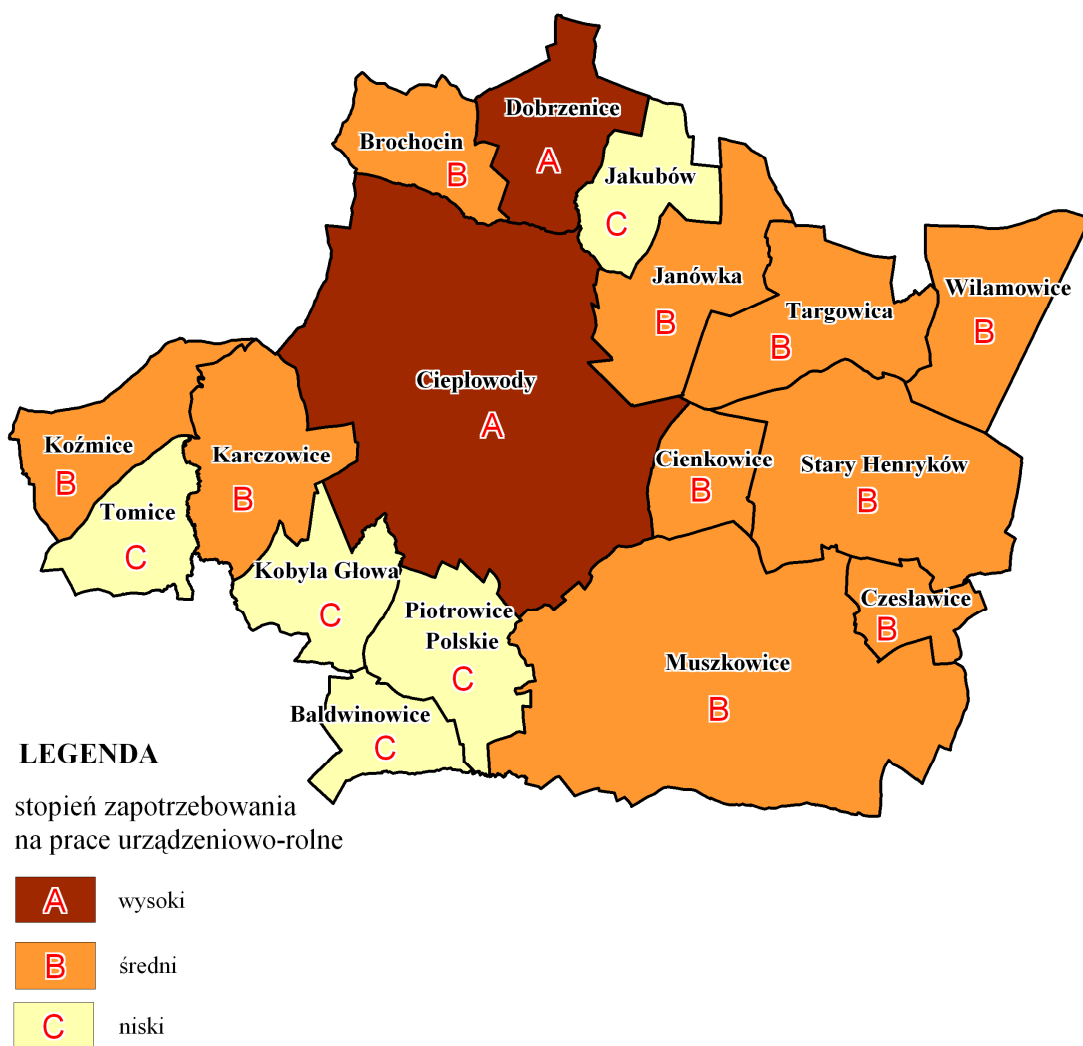 Dobrzenice
A
Brochocin
B
Jakubów
C
Janówka
B
Targowica
B
Wilamowice
B
Ciepłowody
A
Koźmice
B
Karczowice
B
Cienkowice
B
Stary Henryków
B
Tomice
C
Kobyla Głowa
C
Piotrowice
Polskie
C
Czesławice
B
Muszkowice
B
Baldwinowice
C
LEGENDA
stopień zapotrzebowania
na prace urządzeniowo-rolne
A wysoki
B średni
C niski